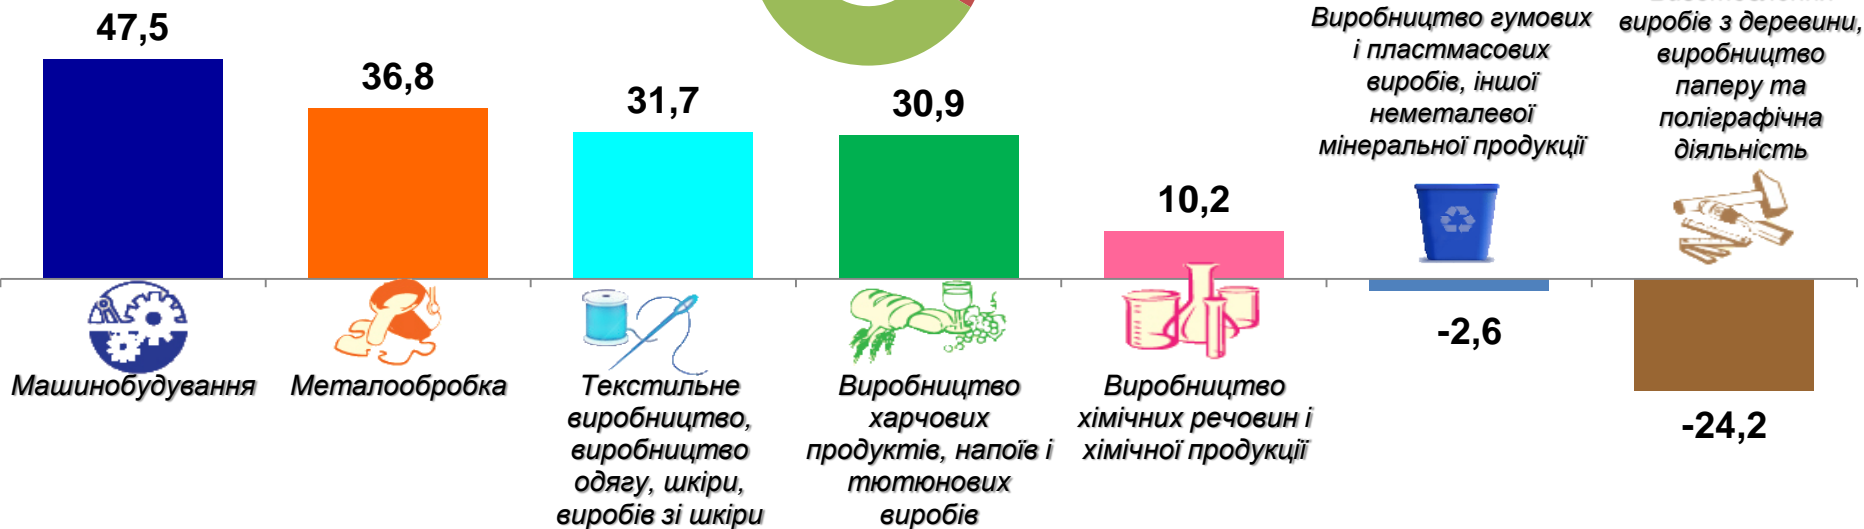 47,5
36,8
31,7
30,9
10,2
Виробництво гумових
і пластмасових
виробів, іншої
неметалевої
мінеральної продукції
виробів з деревини,
виробництво
паперу та
поліграфічна
діяльність
-2,6
-24,2
Машинобудування
Металообробка
Текстильне
виробництво,
виробництво
одягу, шкіри,
виробів зі шкіри
Виробництво
харчових
продуктів, напоїв і
тютюнових
виробів
Виробництво
хімічних речовин і
хімічної продукції